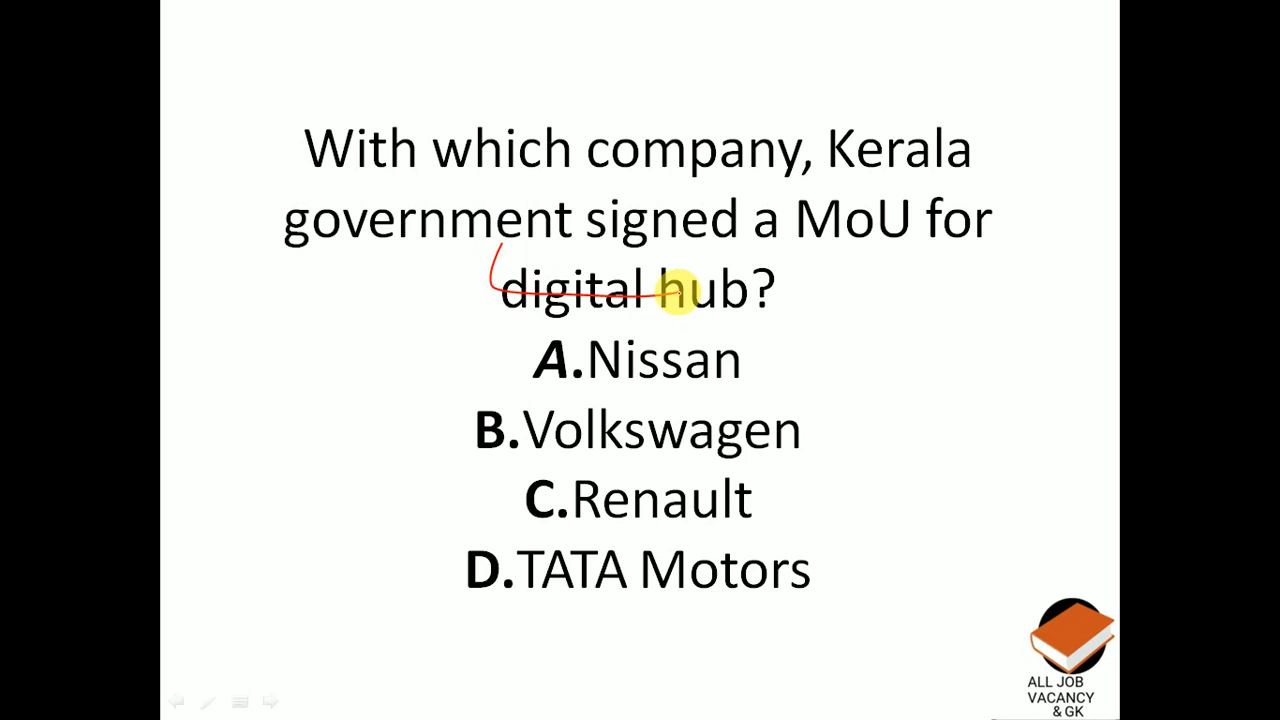 With which company, Kerala
government signed a MoU for
digital hub?
A.Nissan
B.Volkswagen
C.Renault
D.TATA Motors
ALL JOB
VACANCY
& GK